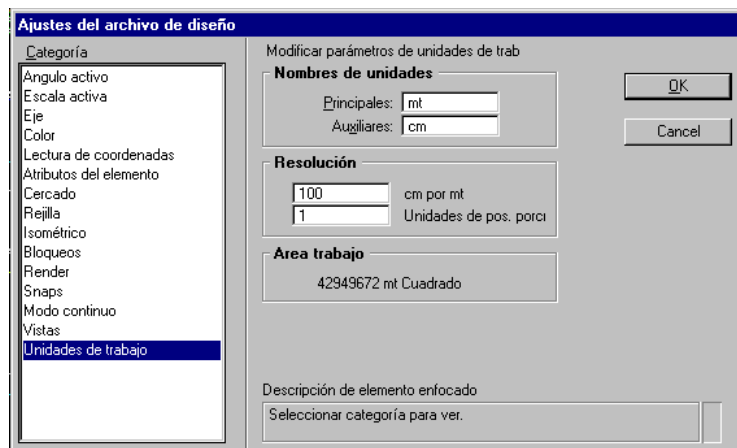 Ajustes del archivo de diseño
Categoría
Angulo activo
Escala activa
Eje
Color
Lectura de coordenadas
Atributos del elemento
Cercado
Rejilla
Isométrico
Bloqueos
Render
Snaps
Modo continuo
Vistas
Unidades de trabajo
Modificar parámetros de unidades de trab
Nombres de unidades
Principales: mt
Auxiliares: cm
Resolución
100 cm por mt
1 Unidades de pos. porci
Area trabajo
42949672 mt Cuadrado
Descripción de elemento enfocado
Seleccionar categoría para ver.
OK
Cancel